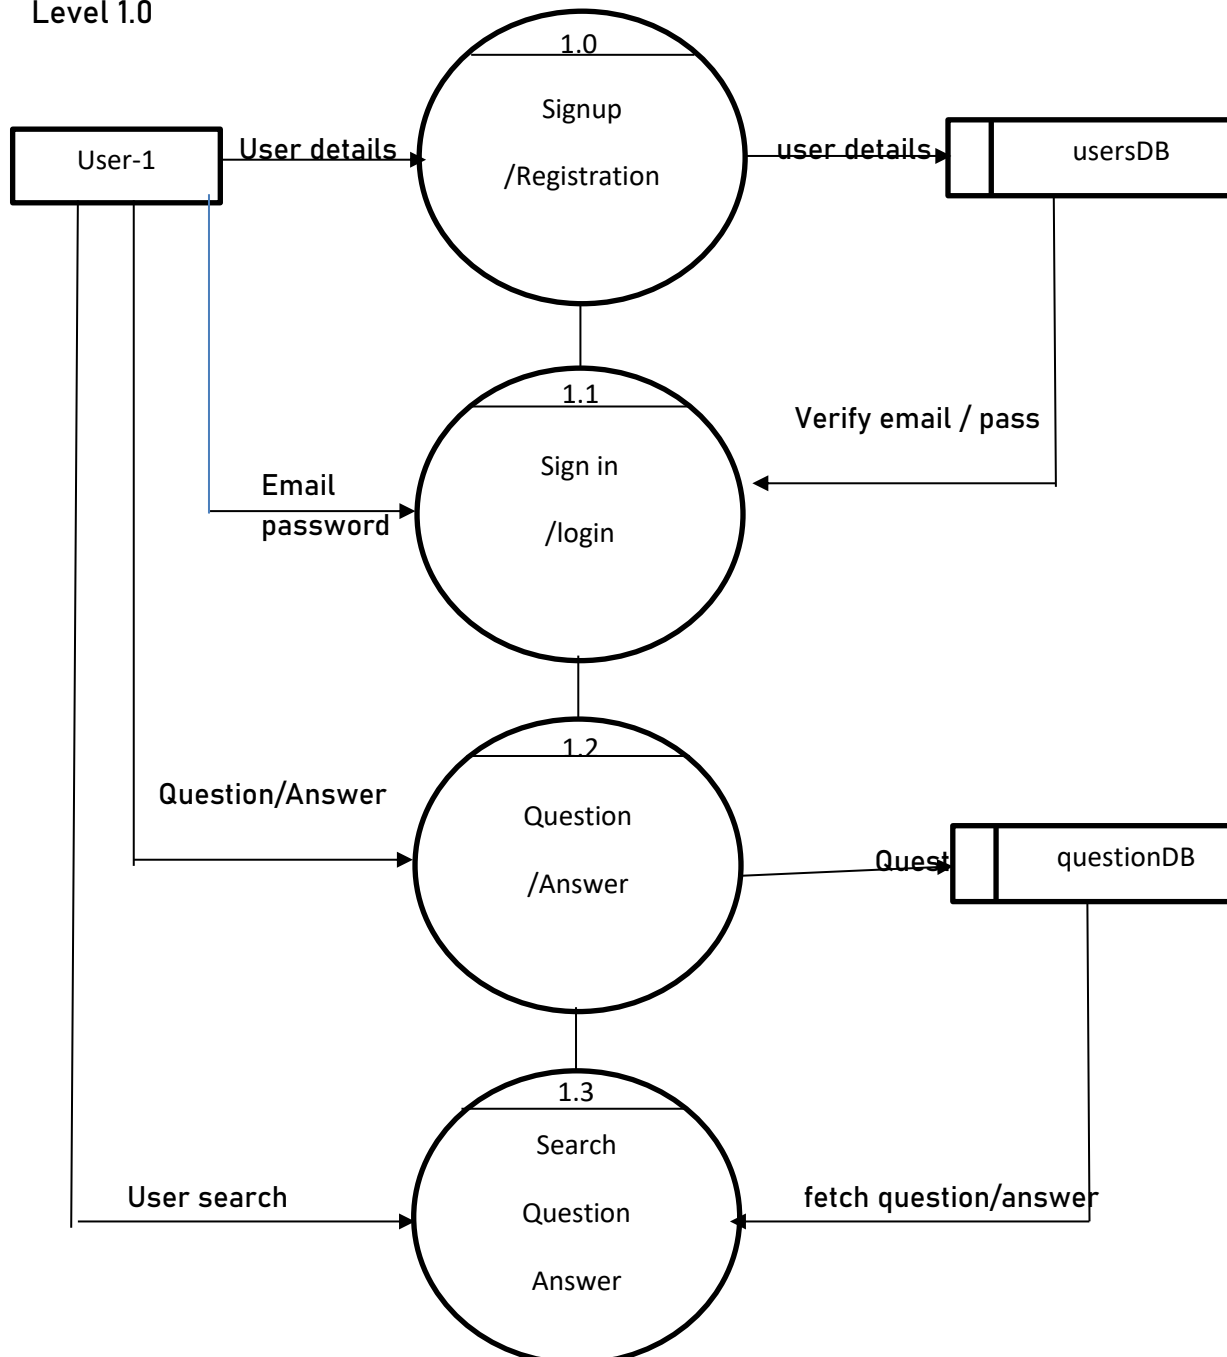 Level 1.0
1.0
Signup
/Registration
User-1
User details
user details
usersDB
1.1
Sign in
/login
Verify email / pass
Email
password
1.2
Question
/Answer
Question/Answer
Quest
questionDB
1.3
Search
Question
Answer
User search
fetch question/answer